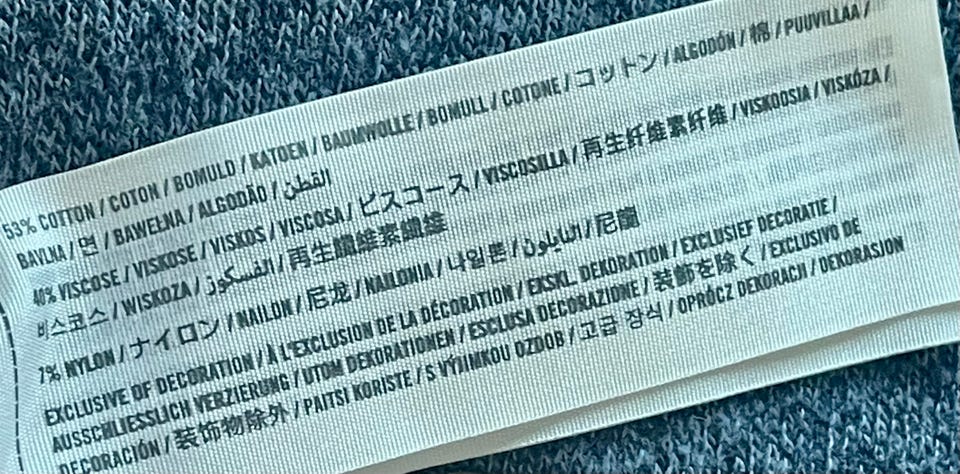 53% COTTON / COTON / BOMULD / KATOEN / BAUMWOLLE / BOMULL / COTONE / コットン / ALGODÓN / 棉 / PUUVILLAA /
BAVLNA / 면 / BAWEŁNA / ALGODÃO / القطن
40% VISCOSE / VISKOSE / VISKOS / VISCOSA / ビスコース / VISCOSILLA / 再生纤维素纤维 / VISKOOSIA / VISKÓZA /
비스코스 / WISKOZA / الفسكوز / 再生纖維素纖維
7% NYLON / ナイロン / NAILON / 尼龙 / NAILONIA / 나일론 / النايلون / 尼龍
EXCLUSIVE OF DECORATION / À L'EXCLUSION DE LA DÉCORATION / EKSKL. DEKORATION / EXCLUSIEF DECORATIE /
AUSSCHLIESSLICH VERZIERUNG / UTOM DEKORATIONEN / ESCLUSA DECORAZIONE / 装飾を除く / EXCLUSIVO DE
DECORACIÓN / 装饰物除外 / PAITSI KORISTE / S VÝJIMKOU OZDOB / 고급 장식 / OPRÓCZ DEKORACJI / DEKORASJON